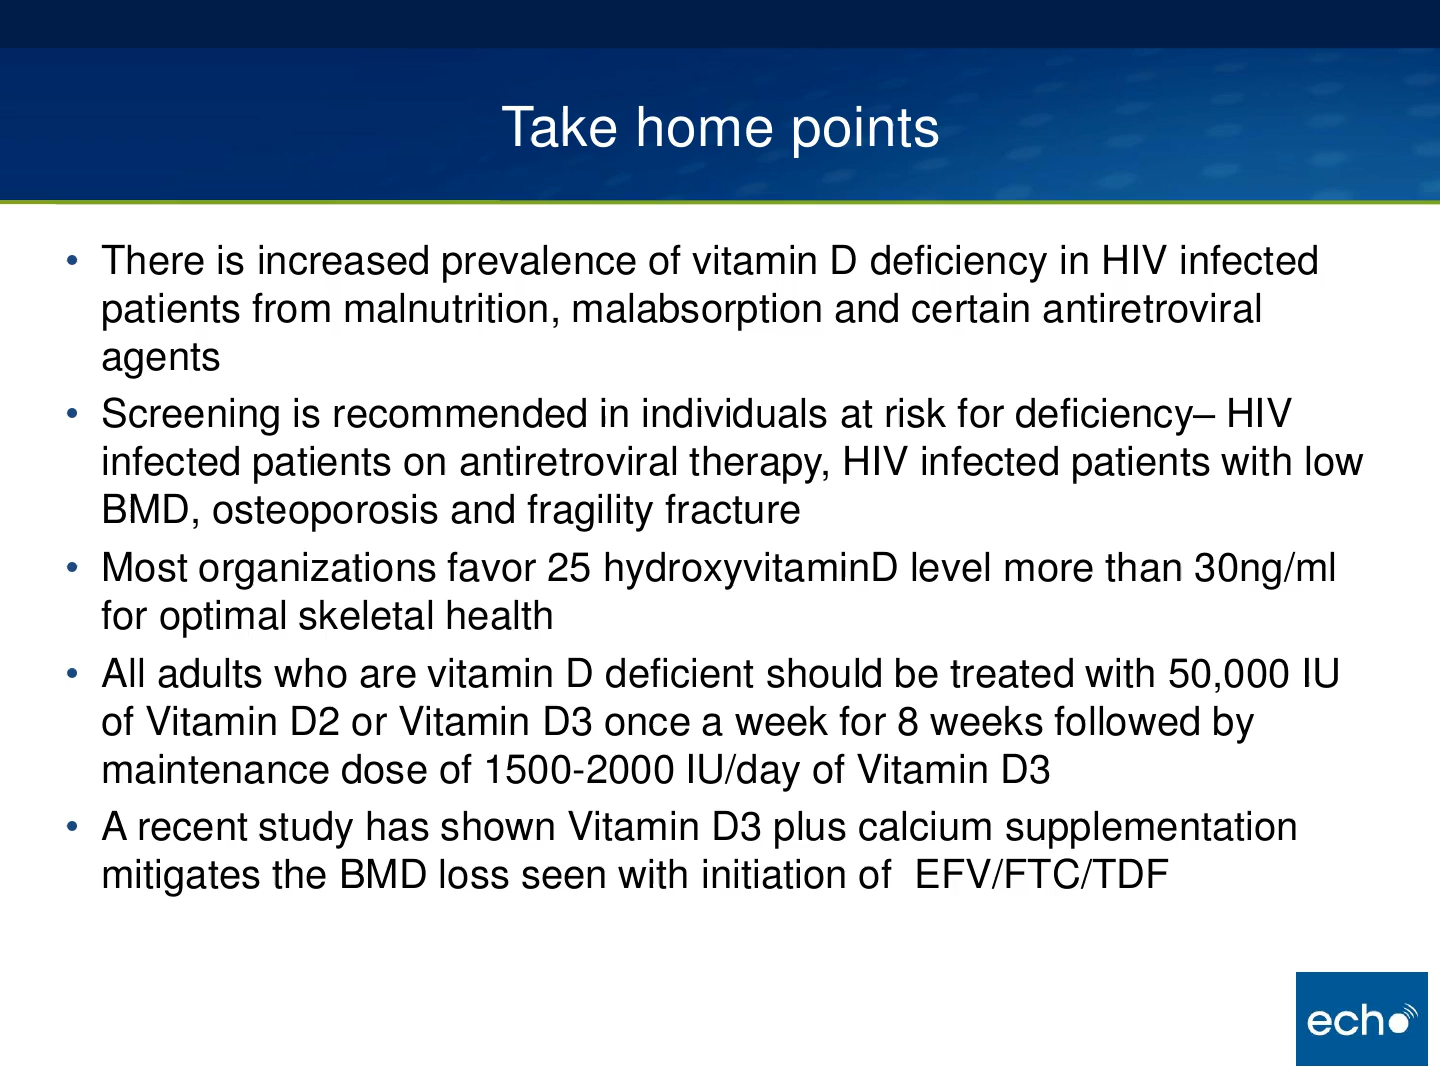 Take home points
• There is increased prevalence of vitamin D deficiency in HIV infected
patients from malnutrition, malabsorption and certain antiretroviral
agents
• Screening is recommended in individuals at risk for deficiency– HIV
infected patients on antiretroviral therapy, HIV infected patients with low
BMD, osteoporosis and fragility fracture
• Most organizations favor 25 hydroxyvitaminD level more than 30ng/ml
for optimal skeletal health
• All adults who are vitamin D deficient should be treated with 50,000 IU
of Vitamin D2 or Vitamin D3 once a week for 8 weeks followed by
maintenance dose of 1500-2000 IU/day of Vitamin D3
• A recent study has shown Vitamin D3 plus calcium supplementation
mitigates the BMD loss seen with initiation of  EFV/FTC/TDF
echo